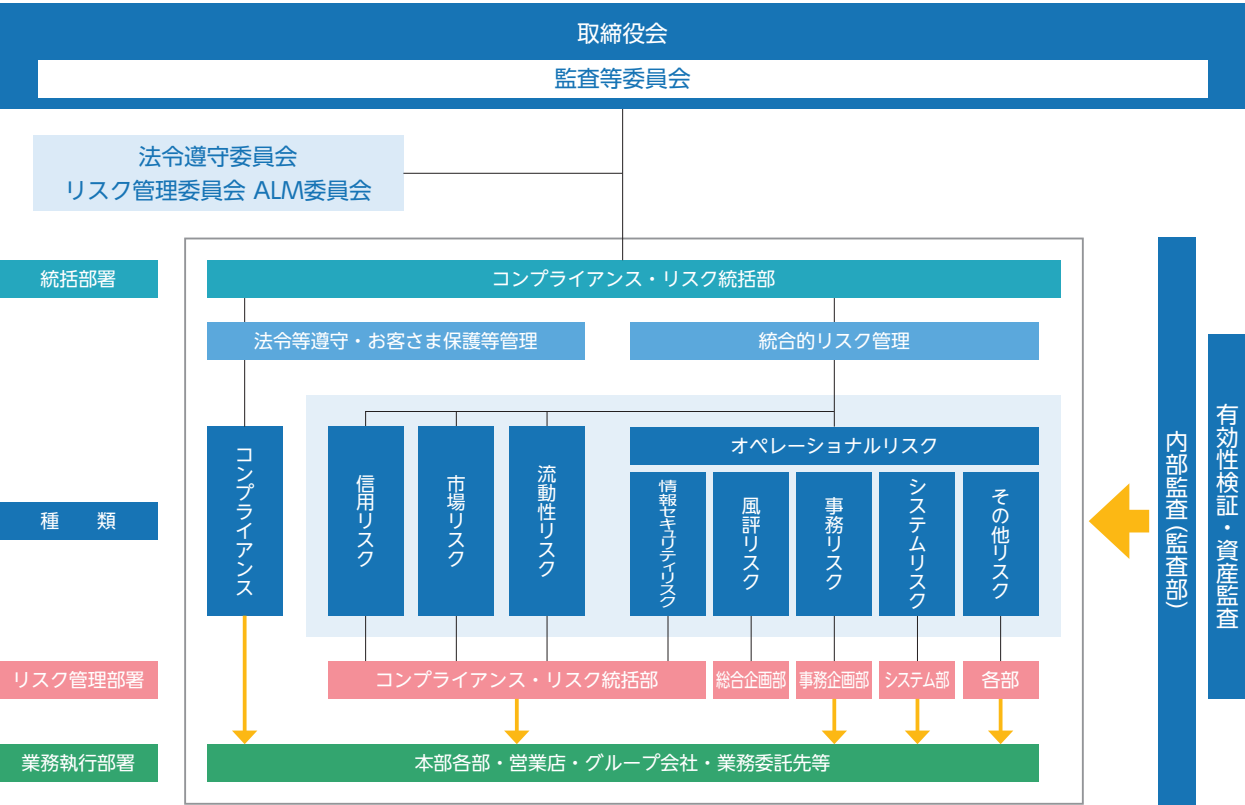 取締役会
監査等委員会
法令遵守委員会
リスク管理委員会 ALM委員会
統括部署
コンプライアンス・リスク統括部
法令等遵守・お客さま保護等管理
統合的リスク管理
種　類
コンプライアンス
信用リスク
市場リスク
流動性リスク
オペレーショナルリスク
情報セキュリティリスク
風評リスク
事務リスク
システムリスク
その他リスク
リスク管理部署
コンプライアンス・リスク統括部
総合企画部
事務企画部
システム部
各部
業務執行部署
本部各部・営業店・グループ会社・業務委託先等
内部監査（監査部）
有効性検証・資産監査